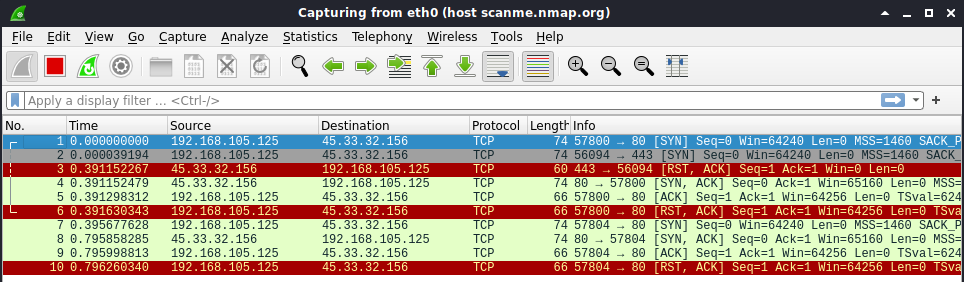 Capturing from eth0 (host scanme.nmap.org)
File Edit View Go Capture Analyze Statistics Telephony Wireless Tools Help
Apply a display filter … <Ctrl-/>
No. Time Source Destination Protocol Length Info
1 0.000000000 192.168.105.125 45.33.32.156 TCP 74 57800 → 80 [SYN] Seq=0 Win=64240 Len=0 MSS=1460 SACK_P
2 0.000039194 192.168.105.125 45.33.32.156 TCP 74 56094 → 443 [SYN] Seq=0 Win=64240 Len=0 MSS=1460 SACK_
3 0.391152267 45.33.32.156 192.168.105.125 TCP 60 443 → 56094 [RST, ACK] Seq=1 Ack=1 Win=0 Len=0
4 0.391152479 45.33.32.156 192.168.105.125 TCP 74 80 → 57800 [SYN, ACK] Seq=0 Ack=1 Win=65160 Len=0 MSS=
5 0.391298312 192.168.105.125 45.33.32.156 TCP 66 57800 → 80 [ACK] Seq=1 Ack=1 Win=64256 Len=0 TSval=624
6 0.391630343 192.168.105.125 45.33.32.156 TCP 66 57800 → 80 [RST, ACK] Seq=1 Ack=1 Win=64256 Len=0 TSva
7 0.395677628 192.168.105.125 45.33.32.156 TCP 74 57804 → 80 [SYN] Seq=0 Win=64240 Len=0 MSS=1460 SACK_P
8 0.795858285 45.33.32.156 192.168.105.125 TCP 74 80 → 57804 [SYN, ACK] Seq=0 Ack=1 Win=65160 Len=0 MSS=
9 0.795998813 192.168.105.125 45.33.32.156 TCP 66 57804 → 80 [ACK] Seq=1 Ack=1 Win=64256 Len=0 TSval=624
10 0.796260340 192.168.105.125 45.33.32.156 TCP 66 57804 → 80 [RST, ACK] Seq=1 Ack=1 Win=64256 Len=0 TSva